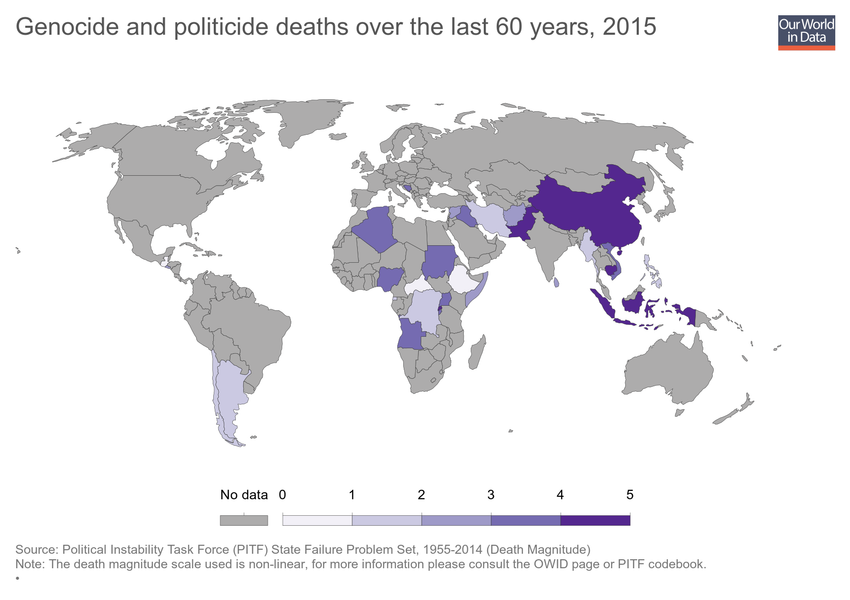 Genocide and politicide deaths over the last 60 years, 2015
Our World
in Data
No data 0 1 2 3 4 5
Source: Political Instability Task Force (PITF) State Failure Problem Set, 1955-2014 (Death Magnitude)
Note: The death magnitude scale used is non-linear, for more information please consult the OWID page or PITF codebook.
•